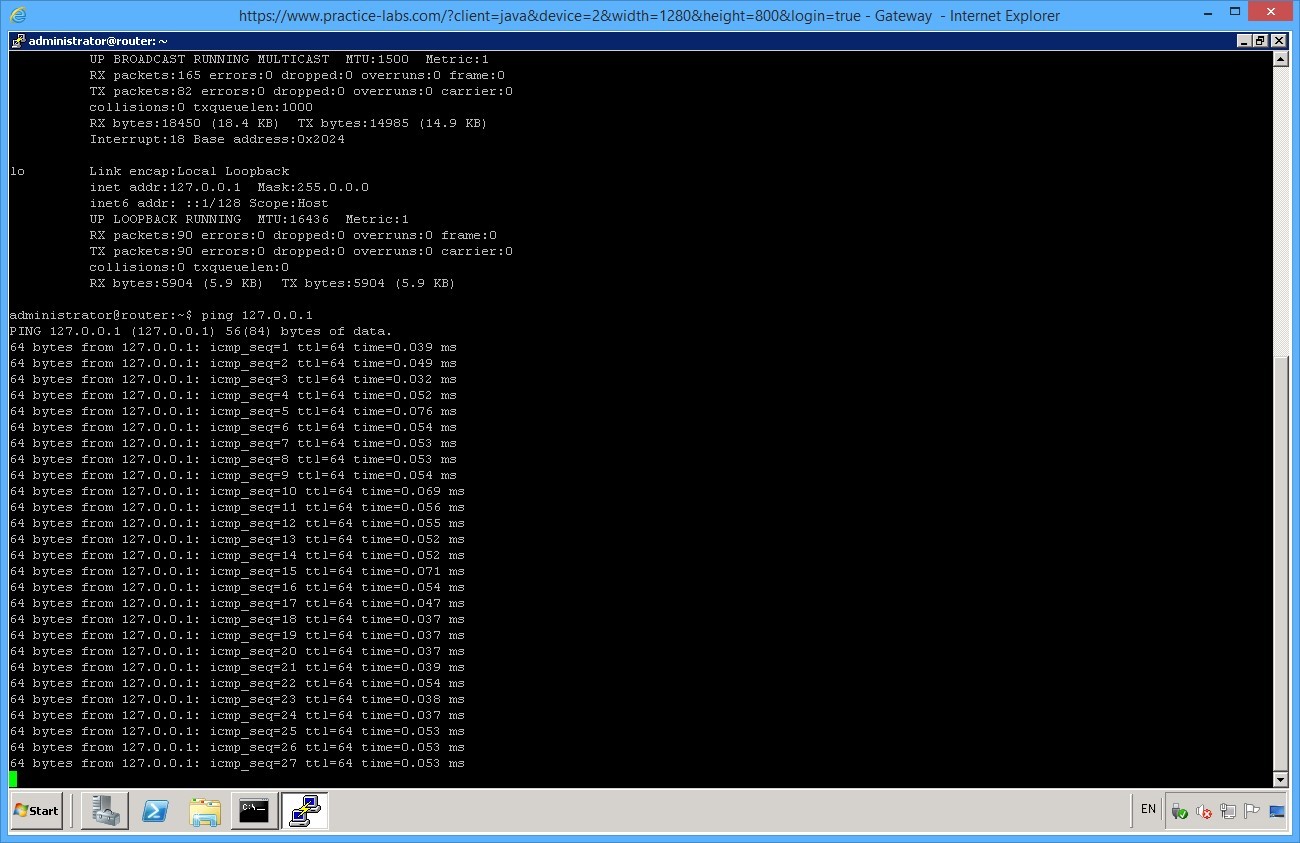 https://www.practice-labs.com/?client=java&device=2&width=1280&height=800&login=true - Gateway - Internet Explorer
administrator@router: ~
UP BROADCAST RUNNING MULTICAST  MTU:1500  Metric:1
RX packets:165 errors:0 dropped:0 overruns:0 frame:0
TX packets:82 errors:0 dropped:0 overruns:0 carrier:0
collisions:0 txqueuelen:1000
RX bytes:18450 (18.4 KB)  TX bytes:14985 (14.9 KB)
Interrupt:18 Base address:0x2024
lo        Link encap:Local Loopback
inet addr:127.0.0.1  Mask:255.0.0.0
inet6 addr: ::1/128 Scope:Host
UP LOOPBACK RUNNING  MTU:16436  Metric:1
RX packets:90 errors:0 dropped:0 overruns:0 frame:0
TX packets:90 errors:0 dropped:0 overruns:0 carrier:0
collisions:0 txqueuelen:0
RX bytes:5904 (5.9 KB)  TX bytes:5904 (5.9 KB)
administrator@router:~$ ping 127.0.0.1
PING 127.0.0.1 (127.0.0.1) 56(84) bytes of data.
64 bytes from 127.0.0.1: icmp_seq=1 ttl=64 time=0.039 ms
64 bytes from 127.0.0.1: icmp_seq=2 ttl=64 time=0.049 ms
64 bytes from 127.0.0.1: icmp_seq=3 ttl=64 time=0.032 ms
64 bytes from 127.0.0.1: icmp_seq=4 ttl=64 time=0.052 ms
64 bytes from 127.0.0.1: icmp_seq=5 ttl=64 time=0.076 ms
64 bytes from 127.0.0.1: icmp_seq=6 ttl=64 time=0.054 ms
64 bytes from 127.0.0.1: icmp_seq=7 ttl=64 time=0.053 ms
64 bytes from 127.0.0.1: icmp_seq=8 ttl=64 time=0.053 ms
64 bytes from 127.0.0.1: icmp_seq=9 ttl=64 time=0.054 ms
64 bytes from 127.0.0.1: icmp_seq=10 ttl=64 time=0.069 ms
64 bytes from 127.0.0.1: icmp_seq=11 ttl=64 time=0.056 ms
64 bytes from 127.0.0.1: icmp_seq=12 ttl=64 time=0.055 ms
64 bytes from 127.0.0.1: icmp_seq=13 ttl=64 time=0.052 ms
64 bytes from 127.0.0.1: icmp_seq=14 ttl=64 time=0.052 ms
64 bytes from 127.0.0.1: icmp_seq=15 ttl=64 time=0.071 ms
64 bytes from 127.0.0.1: icmp_seq=16 ttl=64 time=0.054 ms
64 bytes from 127.0.0.1: icmp_seq=17 ttl=64 time=0.047 ms
64 bytes from 127.0.0.1: icmp_seq=18 ttl=64 time=0.037 ms
64 bytes from 127.0.0.1: icmp_seq=19 ttl=64 time=0.037 ms
64 bytes from 127.0.0.1: icmp_seq=20 ttl=64 time=0.037 ms
64 bytes from 127.0.0.1: icmp_seq=21 ttl=64 time=0.039 ms
64 bytes from 127.0.0.1: icmp_seq=22 ttl=64 time=0.054 ms
64 bytes from 127.0.0.1: icmp_seq=23 ttl=64 time=0.038 ms
64 bytes from 127.0.0.1: icmp_seq=24 ttl=64 time=0.037 ms
64 bytes from 127.0.0.1: icmp_seq=25 ttl=64 time=0.053 ms
64 bytes from 127.0.0.1: icmp_seq=26 ttl=64 time=0.053 ms
64 bytes from 127.0.0.1: icmp_seq=27 ttl=64 time=0.053 ms
Start C:\ EN